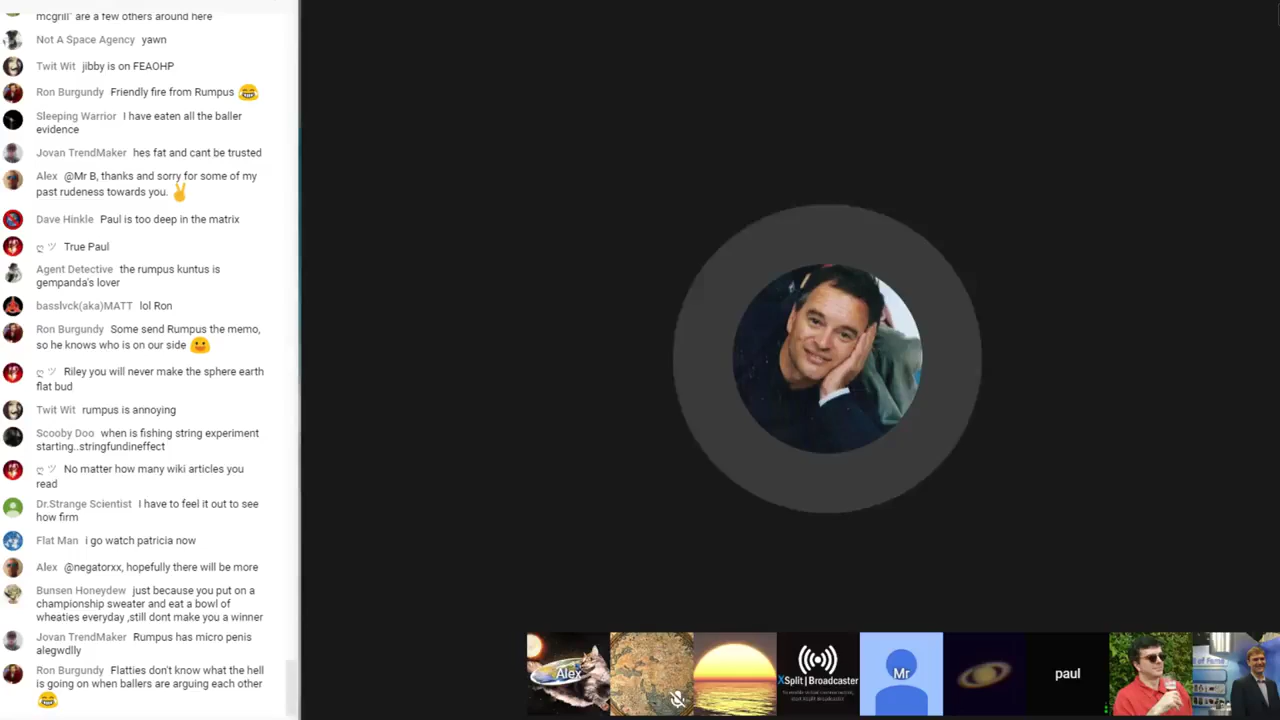 mcgrill" are a few others around here
Not A Space Agency yawn
Twit Wit jibby is on FEAOHP
Ron Burgundy Friendly fire from Rumpus 😂
Sleeping Warrior I have eaten all the baller
evidence
Jovan TrendMaker hes fat and cant be trusted
Alex @Mr B, thanks and sorry for some of my
past rudeness towards you. ✌
Dave Hinkle Paul is too deep in the matrix
ღ ツ True Paul
Agent Detective the rumpus kuntus is
gempanda's lover
basslvck(aka)MATT lol Ron
Ron Burgundy Some send Rumpus the memo,
so he knows who is on our side 😛
ღ ツ Riley you will never make the sphere earth
flat bud
Twit Wit rumpus is annoying
Scooby Doo when is fishing string experiment
starting..stringfundineffect
ღ ツ No matter how many wiki articles you
read
Dr.Strange Scientist I have to feel it out to see
how firm
Flat Man i go watch patricia now
Alex @negatorxx, hopefully there will be more
Bunsen Honeydew just because you put on a
championship sweater and eat a bowl of
wheaties everyday ,still dont make you a winner
Jovan TrendMaker Rumpus has micro penis
alegwdlly
Ron Burgundy Flatties don't know what the hell
is going on when ballers are arguing each other
😂
Alex
XSplit | Broadcaster
Mr
paul